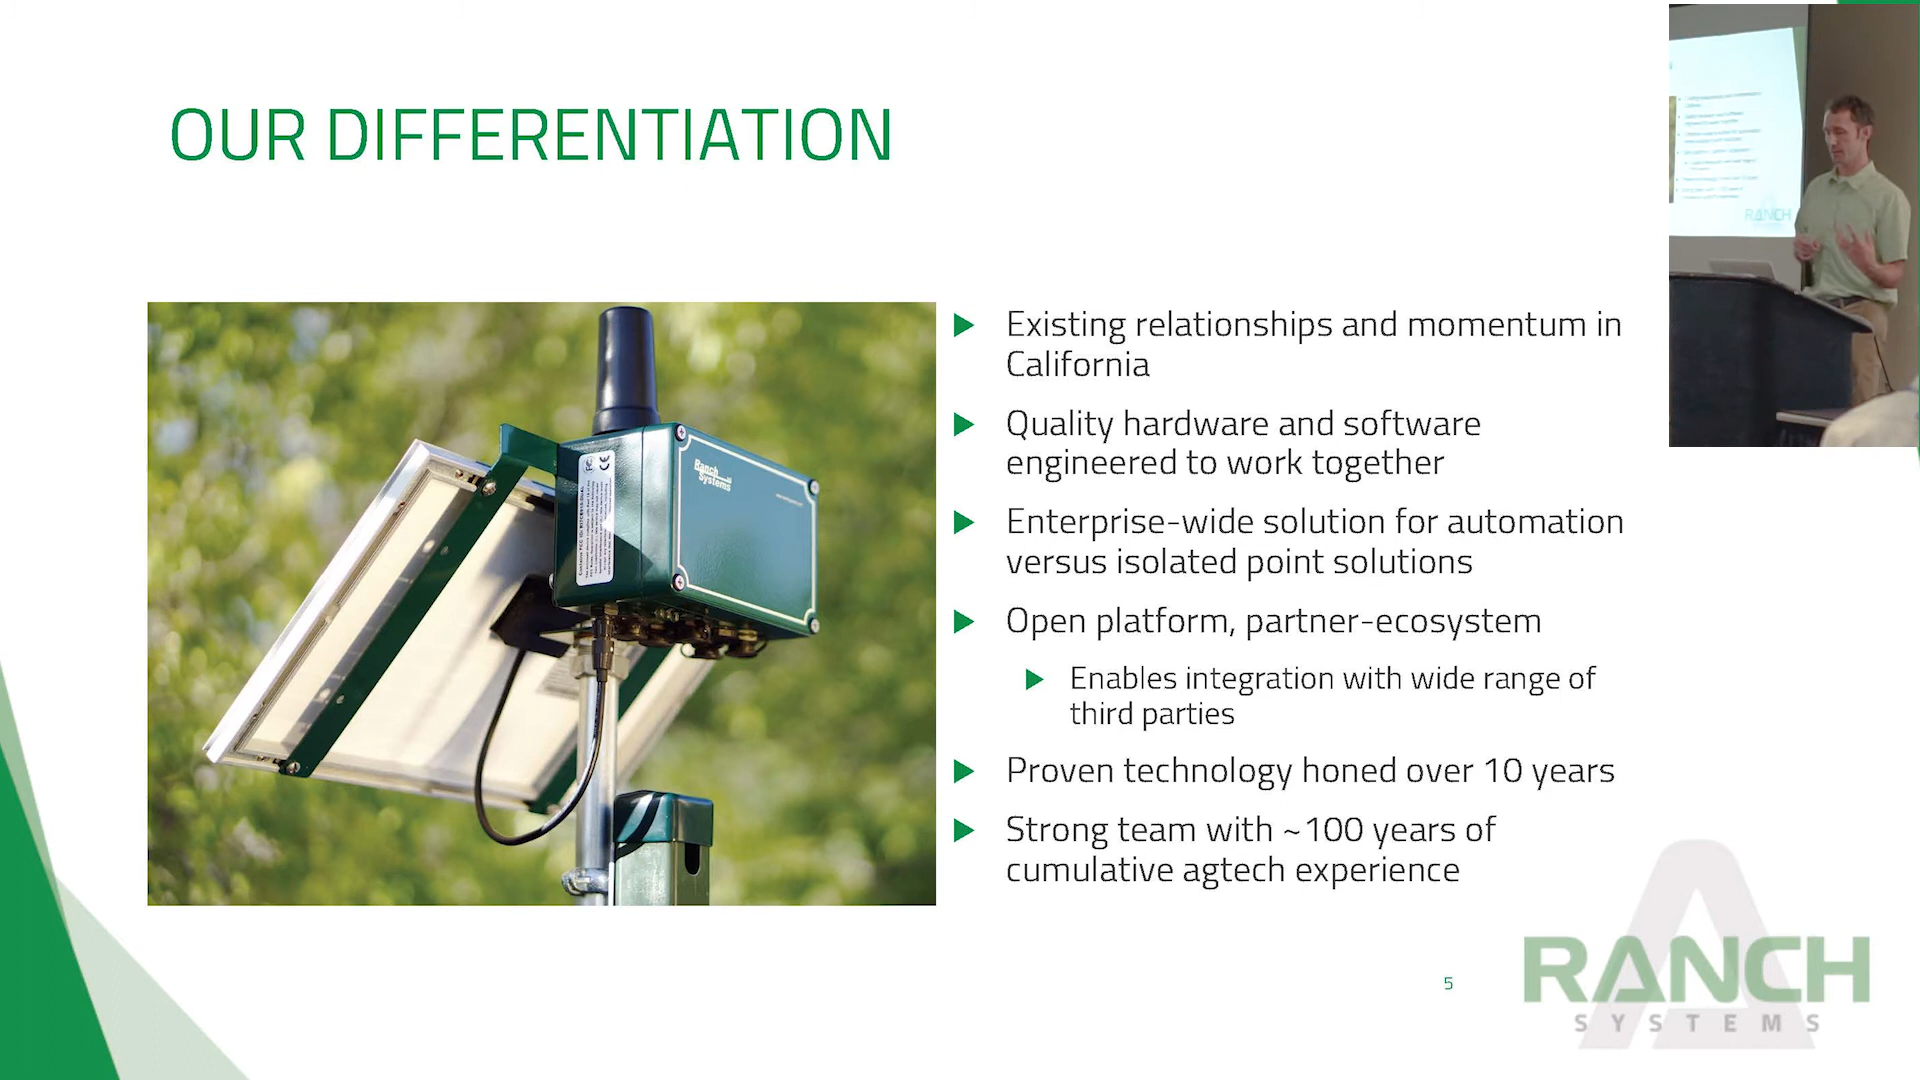 OUR DIFFERENTIATION
Existing relationships and momentum in
California
Quality hardware and software
engineered to work together
Enterprise-wide solution for automation
versus isolated point solutions
Open platform, partner-ecosystem
Enables integration with wide range of
third parties
Proven technology honed over 10 years
Strong team with ~100 years of
cumulative agtech experience
Ranch
Systems
5
RANCH
SYSTEMS
RANCH